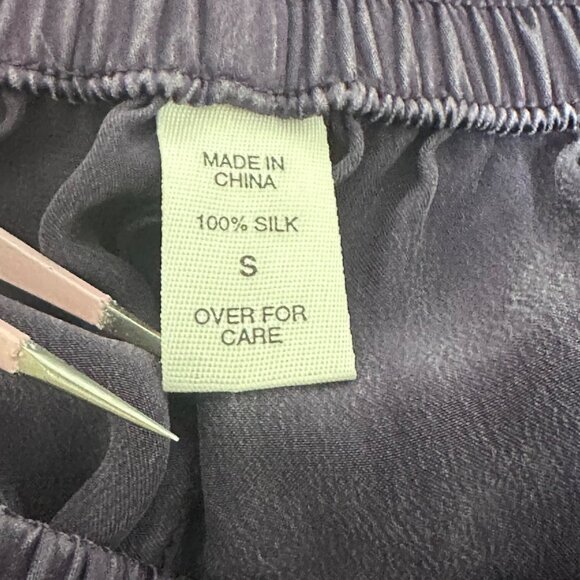 MADE IN
CHINA
100% SILK
S
OVER FOR
CARE